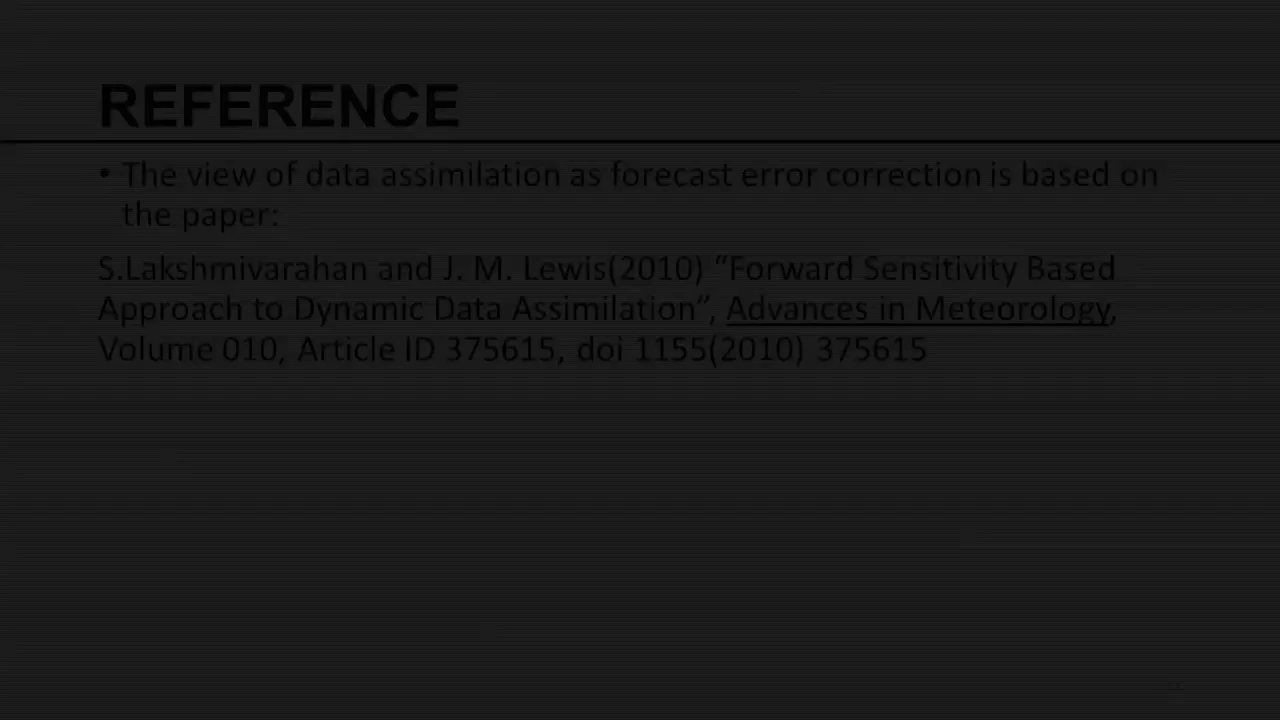 REFERENCE
• The view of data assimilation as forecast error correction is based on
the paper:
S.Lakshmivarahan and J. M. Lewis(2010) “Forward Sensitivity Based
Approach to Dynamic Data Assimilation”, Advances in Meteorology,
Volume 010, Article ID 375615, doi 1155(2010) 375615